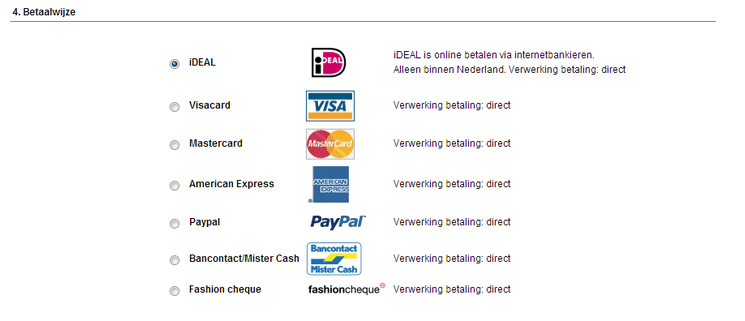 4. Betaalwijze
iDEAL
iDEAL
iDEAL is online betalen via internetbankieren.
Alleen binnen Nederland. Verwerking betaling: direct
Visacard
VISA
Verwerking betaling: direct
Mastercard
MasterCard
Verwerking betaling: direct
American Express
AMERICAN
EXPRESS
Verwerking betaling: direct
Paypal
PayPal
Verwerking betaling: direct
Bancontact/Mister Cash
Bancontact
Mister Cash
Verwerking betaling: direct
Fashion cheque
fashioncheque
Verwerking betaling: direct